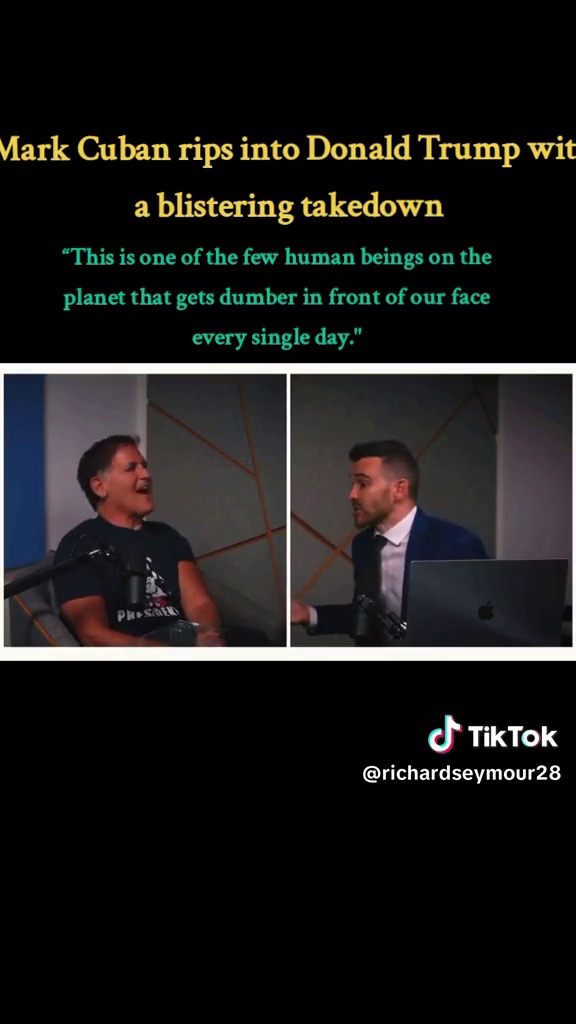 Mark Cuban rips into Donald Trump wit
a blistering takedown
“This is one of the few human beings on the
planet that gets dumber in front of our face
every single day."
PRESIDENT
TikTok
@richardseymour28